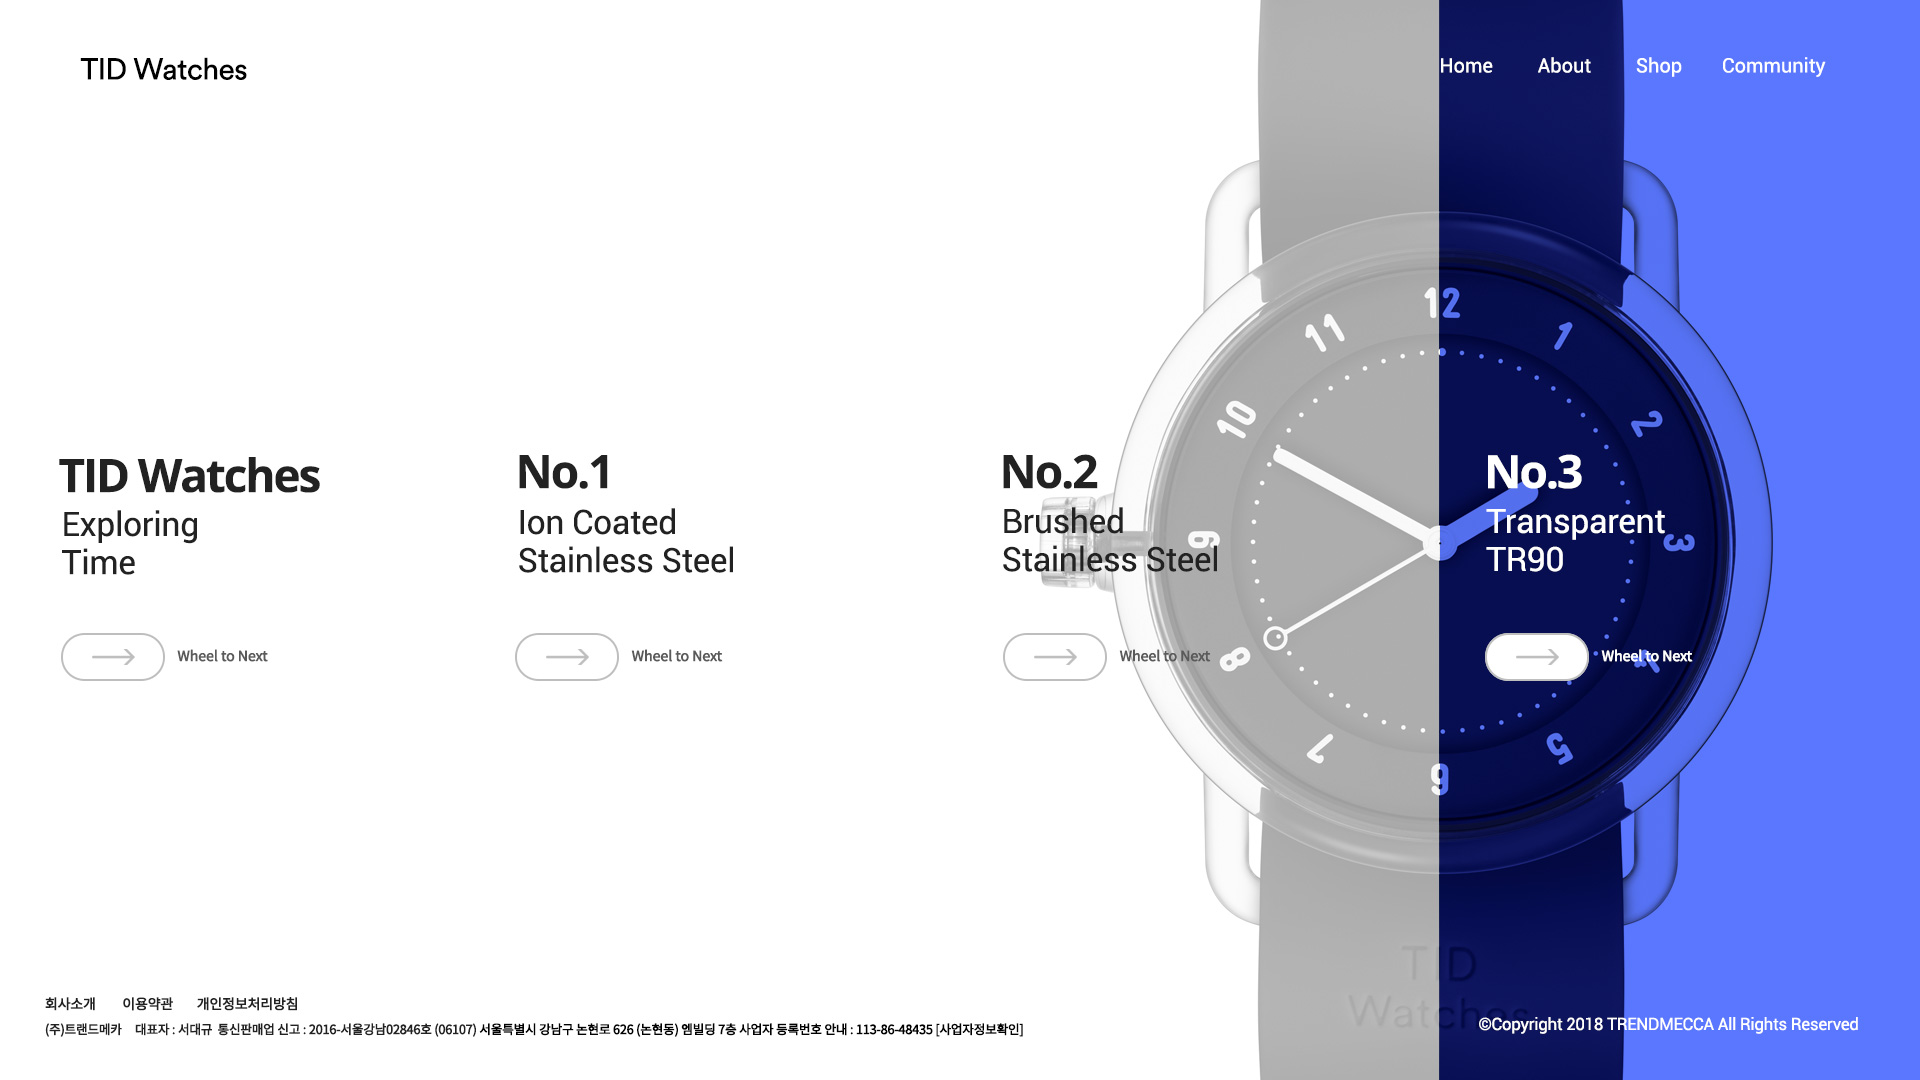 TID Watches
Home About Shop Community
12
11
1
10
2
9
3
8
4
7
5
6
TID Watches
Exploring
Time
Wheel to Next
No.1
Ion Coated
Stainless Steel
Wheel to Next
No.2
Brushed
Stainless Steel
Wheel to Next
No.3
Transparent
TR90
Wheel to Next
TID
Watches
회사소개 이용약관 개인정보처리방침
(주)트랜드메카 대표자 : 서대규 통신판매업 신고 : 2016-서울강남02846호 (06107) 서울특별시 강남구 논현로 626 (논현동) 엠빌딩 7층 사업자 등록번호 안내 : 113-86-48435 [사업자정보확인]
©Copyright 2018 TRENDMECCA All Rights Reserved